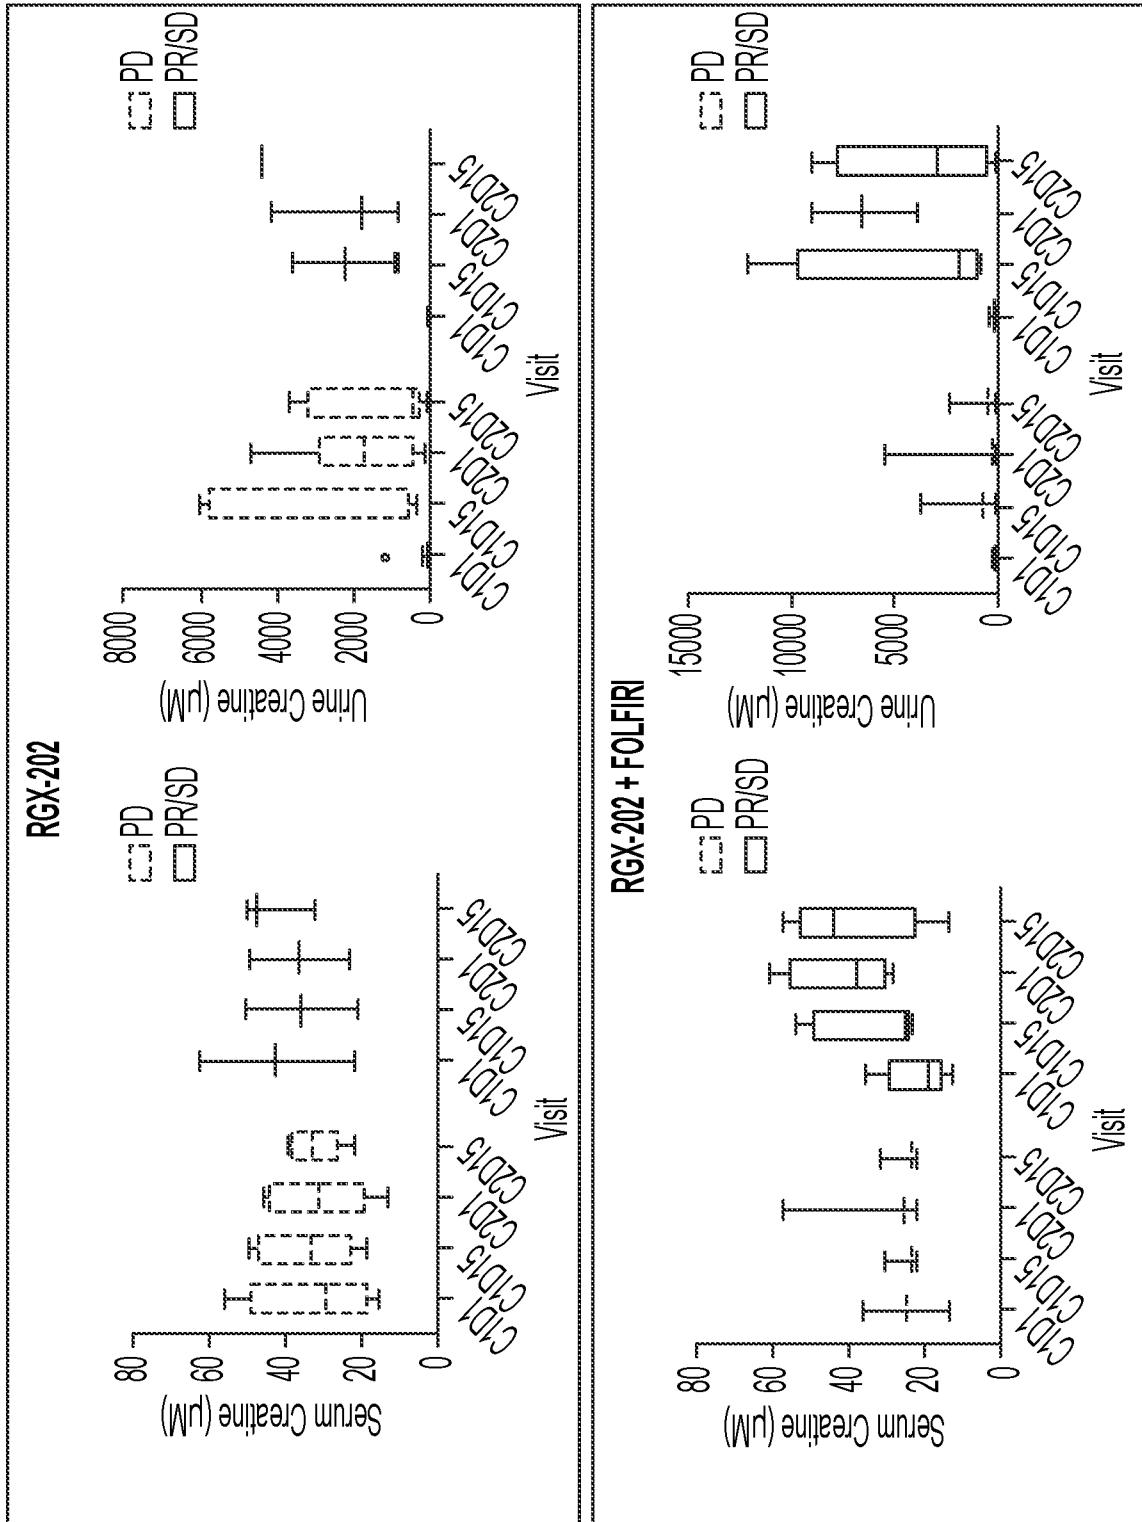 RGX-202
PD
PR/SD
Serum Creatine (µM)
80
60
40
20
0
C1D1
C1D15
C2D1
C2D15
C1D1
C1D15
C2D1
C2D15
Visit
PD
PR/SD
Urine Creatine (µM)
8000
6000
4000
2000
0
C1D1
C1D15
C2D1
C2D15
C1D1
C1D15
C2D1
C2D15
Visit
RGX-202 + FOLFIRI
PD
PR/SD
Serum Creatine (µM)
80
60
40
20
0
C1D1
C1D15
C2D1
C2D15
C1D1
C1D15
C2D1
C2D15
Visit
PD
PR/SD
Urine Creatine (µM)
15000
10000
5000
0
C1D1
C1D15
C2D1
C2D15
C1D1
C1D15
C2D1
C2D15
Visit